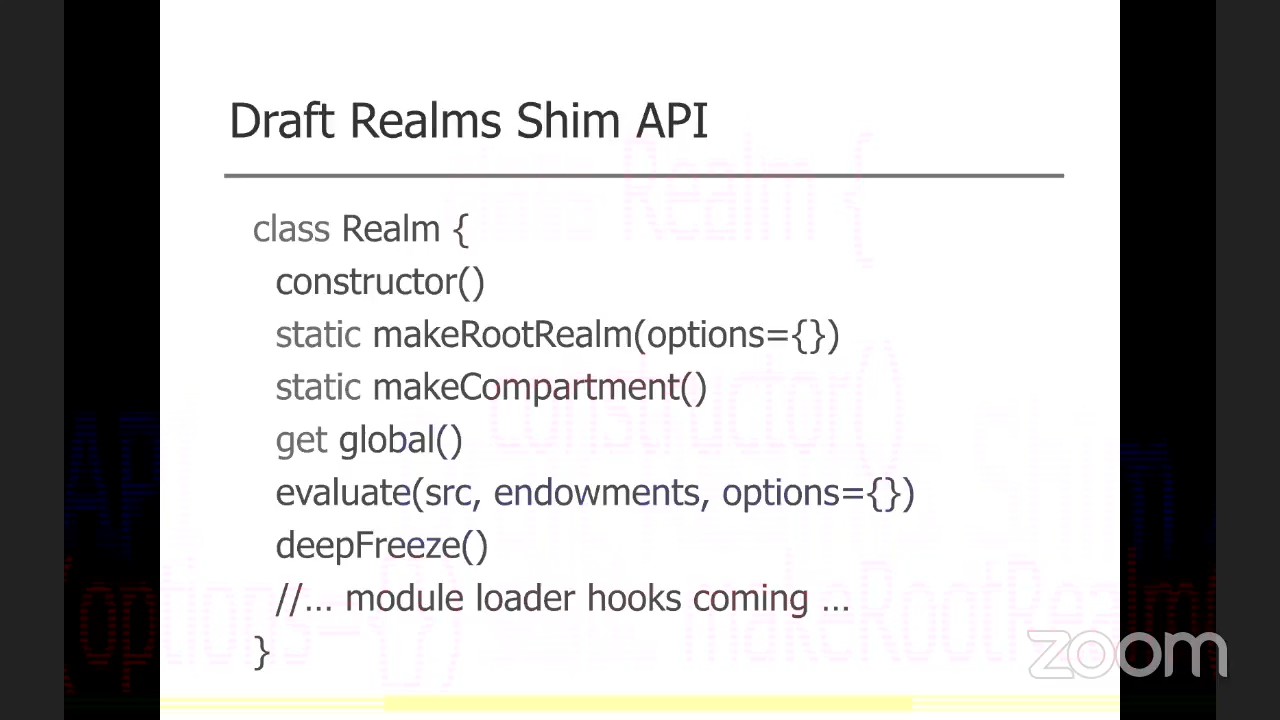 Draft Realms Shim API
class Realm {
constructor()
static makeRootRealm(options={})
static makeCompartment()
get global()
evaluate(src, endowments, options={})
deepFreeze()
//... module loader hooks coming ...
}
zoom